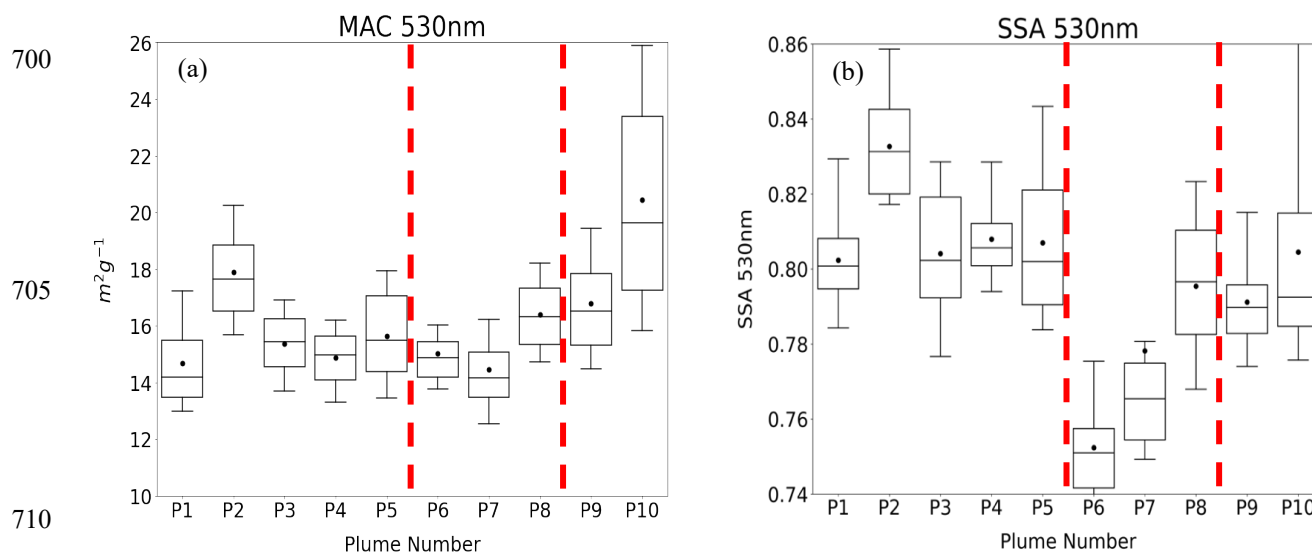 700
705
710
MAC 530nm
(a)
26
24
22
20
18
16
14
12
10
m²g⁻¹
P1 P2 P3 P4 P5 P6 P7 P8 P9 P10
Plume Number
SSA 530nm
(b)
0.86
0.84
0.82
0.80
0.78
0.76
0.74
SSA 530nm
P1 P2 P3 P4 P5 P6 P7 P8 P9 P10
Plume Number